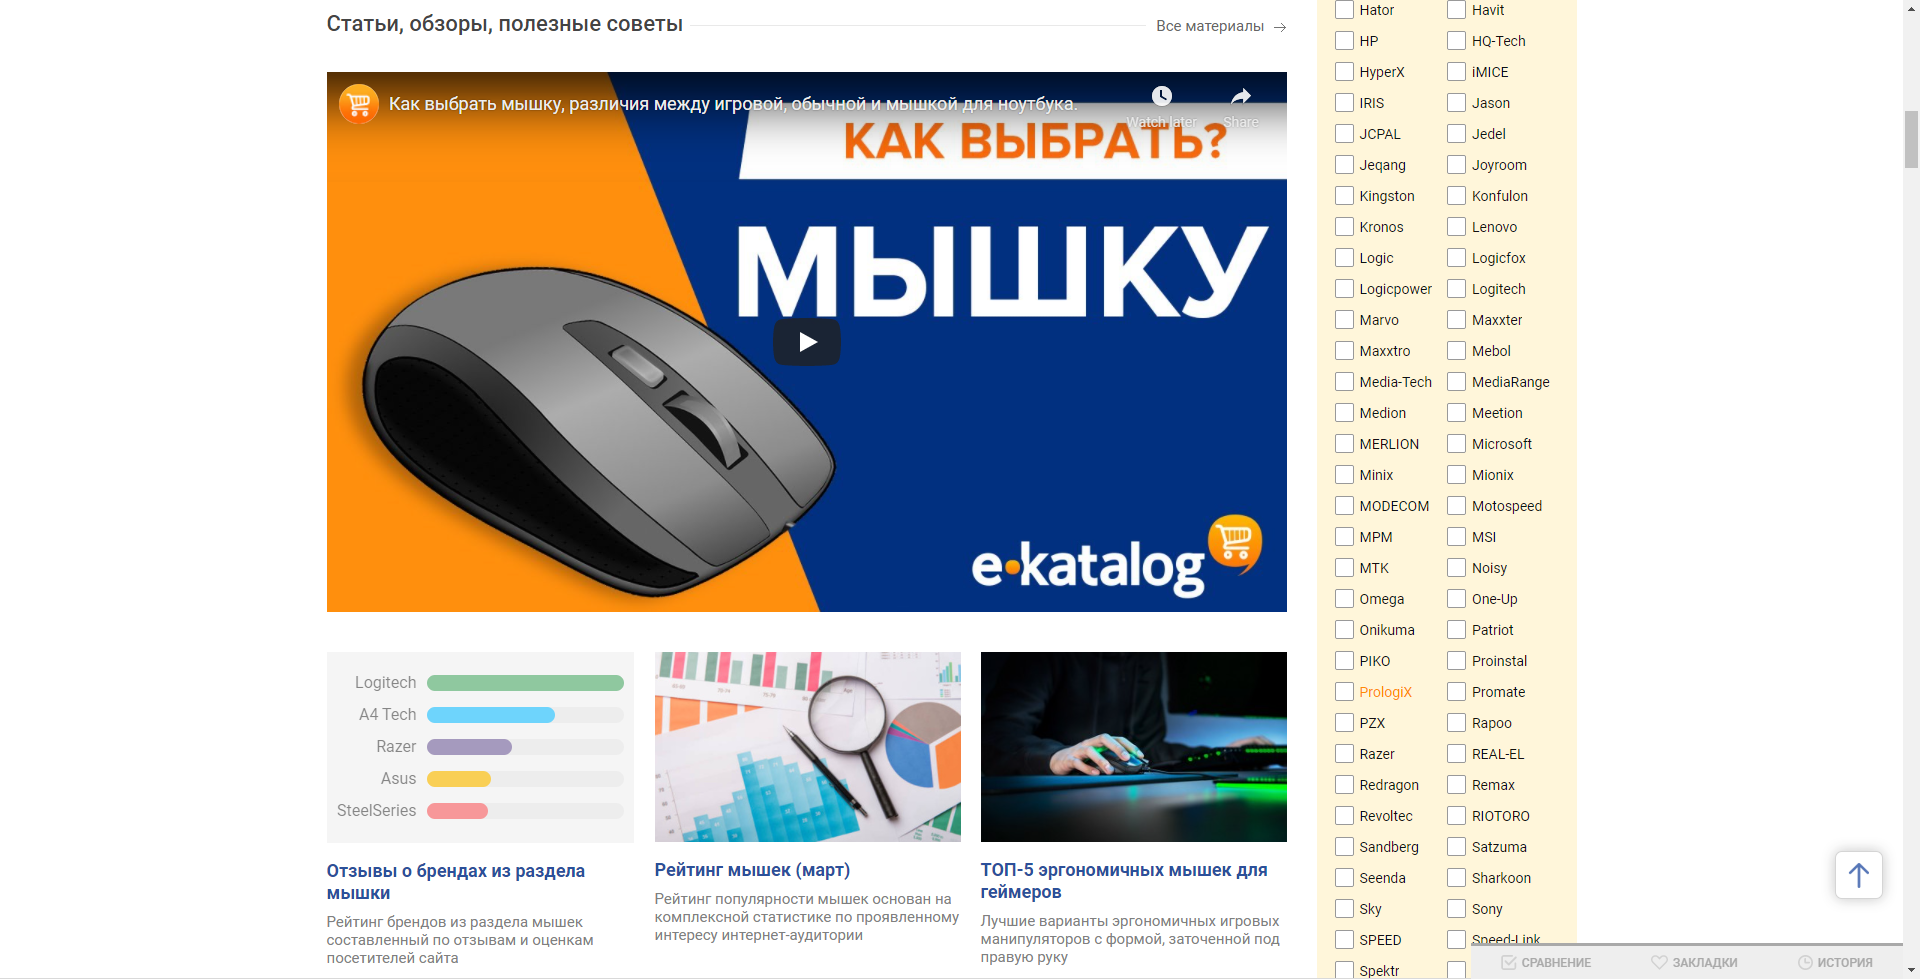 Статьи, обзоры, полезные советы
Все материалы
Как выбрать мышку, различия между игровой, обычной и мышкой для ноутбука.
Watch later
Share
КАК ВЫБРАТЬ?
МЫШКУ
e•katalog
Logitech
A4 Tech
Razer
Asus
SteelSeries
Отзывы о брендах из раздела
мышки
Рейтинг брендов из раздела мышек
составленный по отзывам и оценкам
посетителей сайта
Рейтинг мышек (март)
Рейтинг популярности мышек основан на
комплексной статистике по проявленному
интересу интернет-аудитории
ТОП-5 эргономичных мышек для
геймеров
Лучшие варианты эргономичных игровых
манипуляторов с формой, заточенной под
правую руку
Hator Havit
HP HQ-Tech
HyperX iMICE
IRIS Jason
JCPAL Jedel
Jeqang Joyroom
Kingston Konfulon
Kronos Lenovo
Logic Logicfox
Logicpower Logitech
Marvo Maxxter
Maxxtro Mebol
Media-Tech MediaRange
Medion Meetion
MERLION Microsoft
Minix Mionix
MODECOM Motospeed
MPM MSI
MTK Noisy
Omega One-Up
Onikuma Patriot
PIKO Proinstal
PrologiX Promate
PZX Rapoo
Razer REAL-EL
Redragon Remax
Revoltec RIOTORO
Sandberg Satzuma
Seenda Sharkoon
Sky Sony
SPEED Speed-Link
Spektr
СРАВНЕНИЕ ЗАКЛАДКИ ИСТОРИЯ